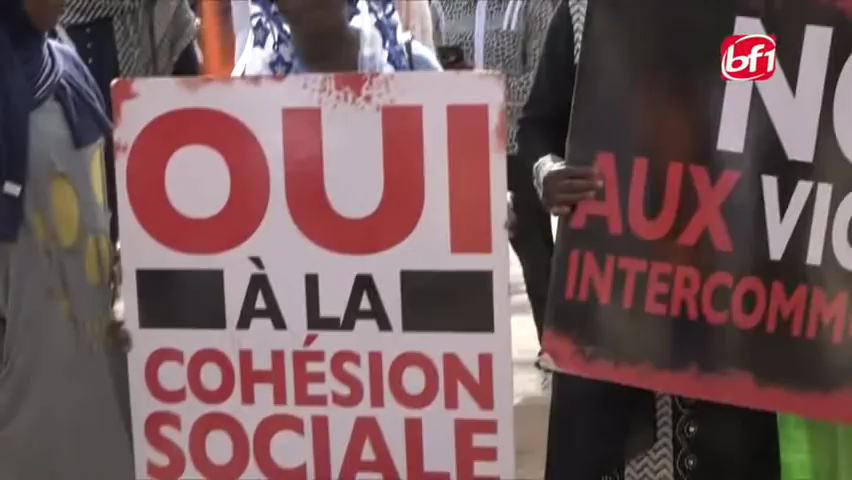 OUI
À LA
COHÉSION
SOCIALE
AUX
INTERCOMM
bf1